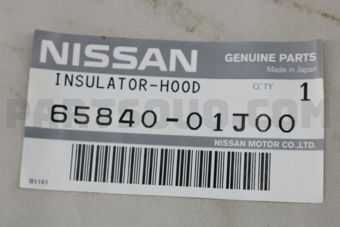 NISSAN
GENUINE PARTS
Made in Japan
INSULATOR-HOOD
Q'TY
1
65840-01J00
NISSAN MOTOR CO.,LTD.
B1161